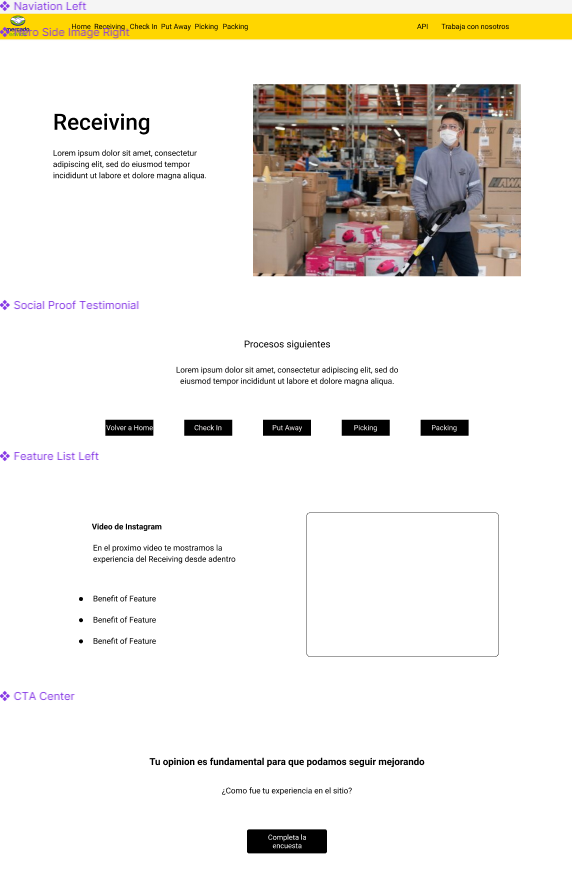 ❖ Naviation Left
Home Receiving Check In Put Away Picking Packing API Trabaja con nosotros
❖ Hero Side Image Right
Receiving
Lorem ipsum dolor sit amet, consectetur
adipiscing elit, sed do eiusmod tempor
incididunt ut labore et dolore magna aliqua.
❖ Social Proof Testimonial
Procesos siguientes
Lorem ipsum dolor sit amet, consectetur adipiscing elit, sed do
eiusmod tempor incididunt ut labore et dolore magna aliqua.
Volver a Home Check In Put Away Picking Packing
❖ Feature List Left
Video de Instagram
En el proximo video te mostramos la
experiencia del Receiving desde adentro
● Benefit of Feature
● Benefit of Feature
● Benefit of Feature
❖ CTA Center
Tu opinion es fundamental para que podamos seguir mejorando
¿Como fue tu experiencia en el sitio?
Completa la
encuesta